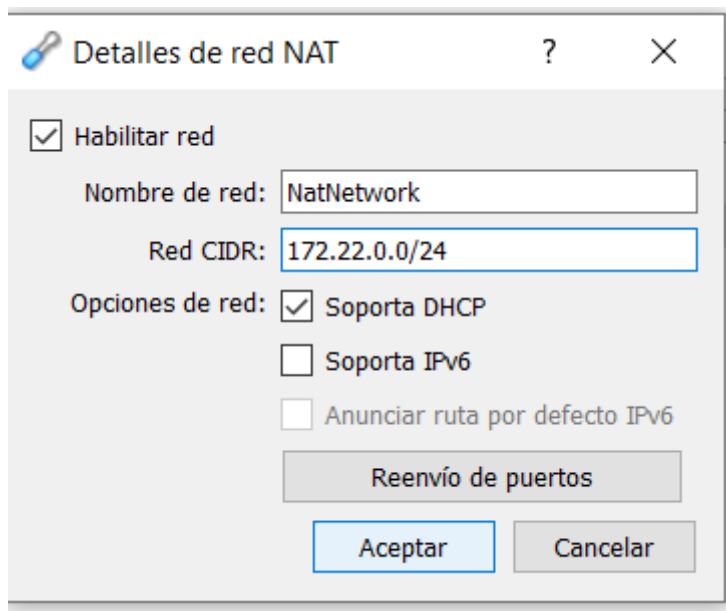 Detalles de red NAT ?
Habilitar red
Nombre de red: NatNetwork
Red CIDR: 172.22.0.0/24
Opciones de red: Soporta DHCP
Soporta IPv6
Anunciar ruta por defecto IPv6
Reenvío de puertos
Aceptar Cancelar